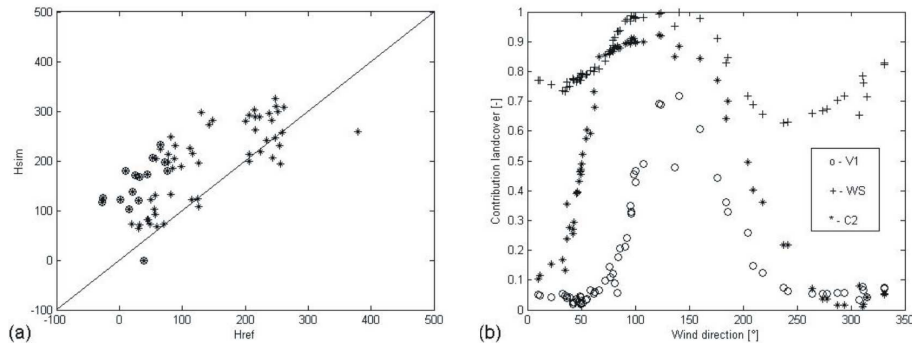 500
400
300
200
100
0
-100
Hsim
-100 0 100 200 300 400 500
Href
(a)
1
0.9
0.8
0.7
0.6
0.5
0.4
0.3
0.2
0.1
0
Contribution landcover [-]
o - V1
+ - WS
* - C2
0 50 100 150 200 250 300 350
Wind direction [°]
(b)